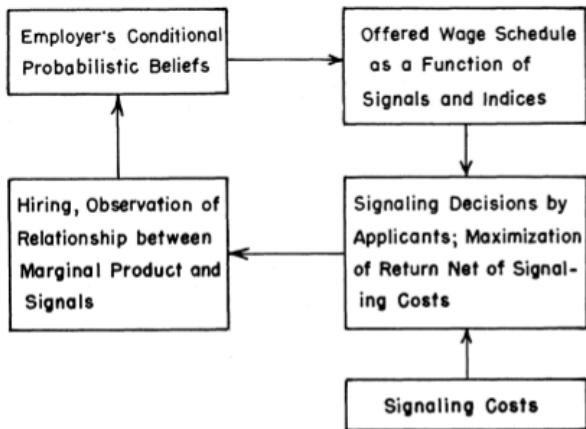 Employer's Conditional
Probabilistic Beliefs
Offered Wage Schedule
as a Function of
Signals and Indices
Hiring, Observation of
Relationship between
Marginal Product and
Signals
Signaling Decisions by
Applicants; Maximization
of Return Net of Signal-
ing Costs
Signaling Costs